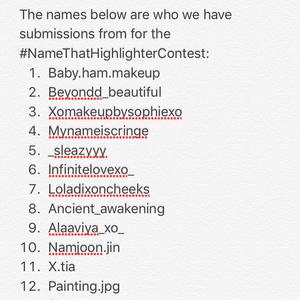 The names below are who we have
submissions from for the
#NameThatHighlighterContest:
1. Baby.ham.makeup
2. Beyondd_beautiful
3. Xomakeupbysophiexo
4. Mynameiscringe
5. _sleazyyy
6. Infinitelovexo_
7. Loladixoncheeks
8. Ancient_awakening
9. Alaaviya_xo_
10. Namjoon.jin
11. X.tia
12. Painting.jpg